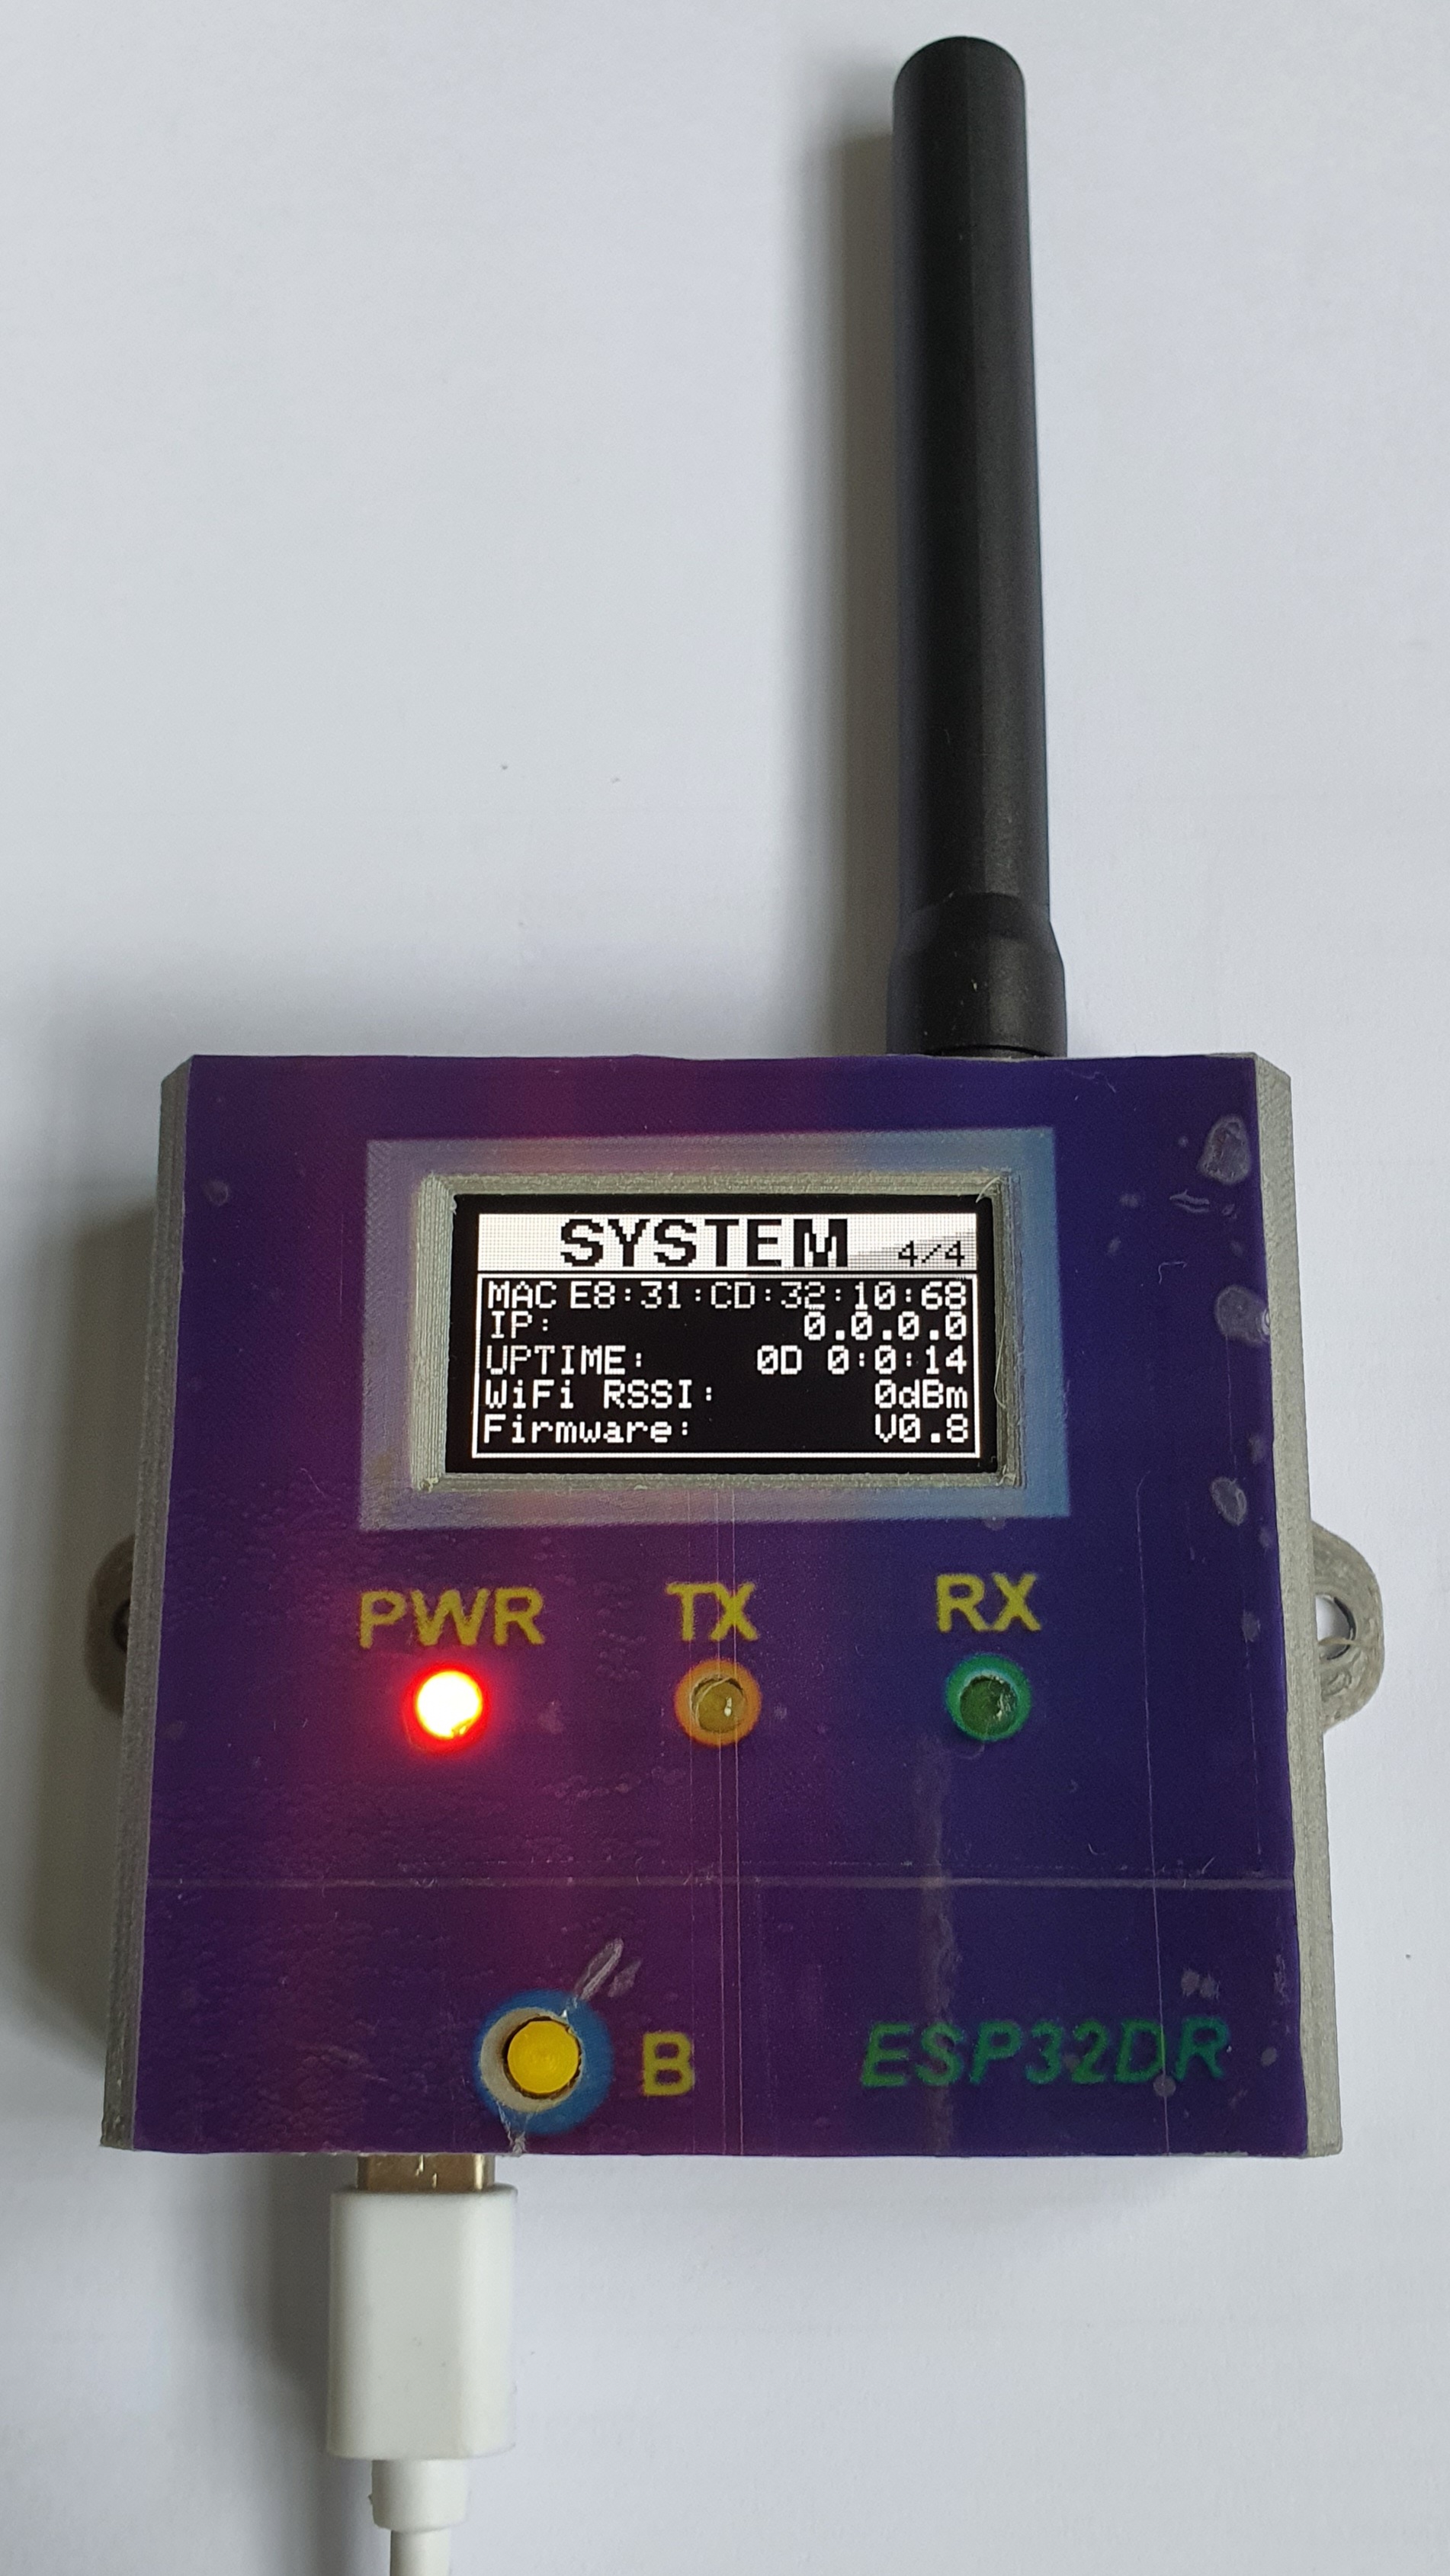 SYSTEM 4/4
MAC E8:31:CD:32:10:68
IP: 0.0.0.0
UPTIME: 0D 0:0:14
WiFi RSSI: 0dBm
Firmware: V0.8
PWR TX RX
B ESP32DR